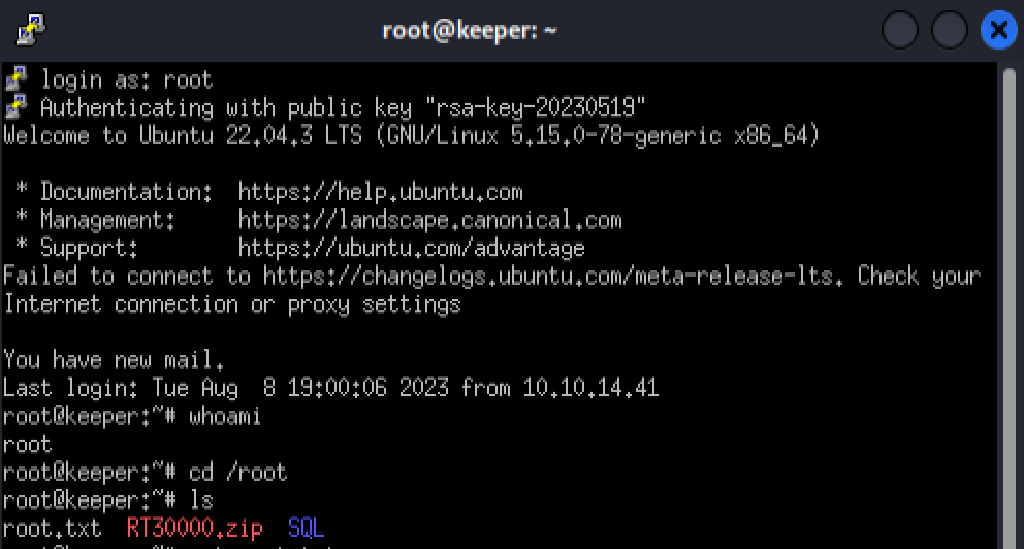 root@keeper: ~
login as: root
Authenticating with public key "rsa-key-20230519"
Welcome to Ubuntu 22.04.3 LTS (GNU/Linux 5.15.0-78-generic x86_64)
* Documentation:  https://help.ubuntu.com
* Management:     https://landscape.canonical.com
* Support:        https://ubuntu.com/advantage
Failed to connect to https://changelogs.ubuntu.com/meta-release-lts. Check your
Internet connection or proxy settings
You have new mail.
Last login: Tue Aug  8 19:00:06 2023 from 10.10.14.41
root@keeper:~# whoami
root
root@keeper:~# cd /root
root@keeper:~# ls
root.txt  RT30000.zip  SQL